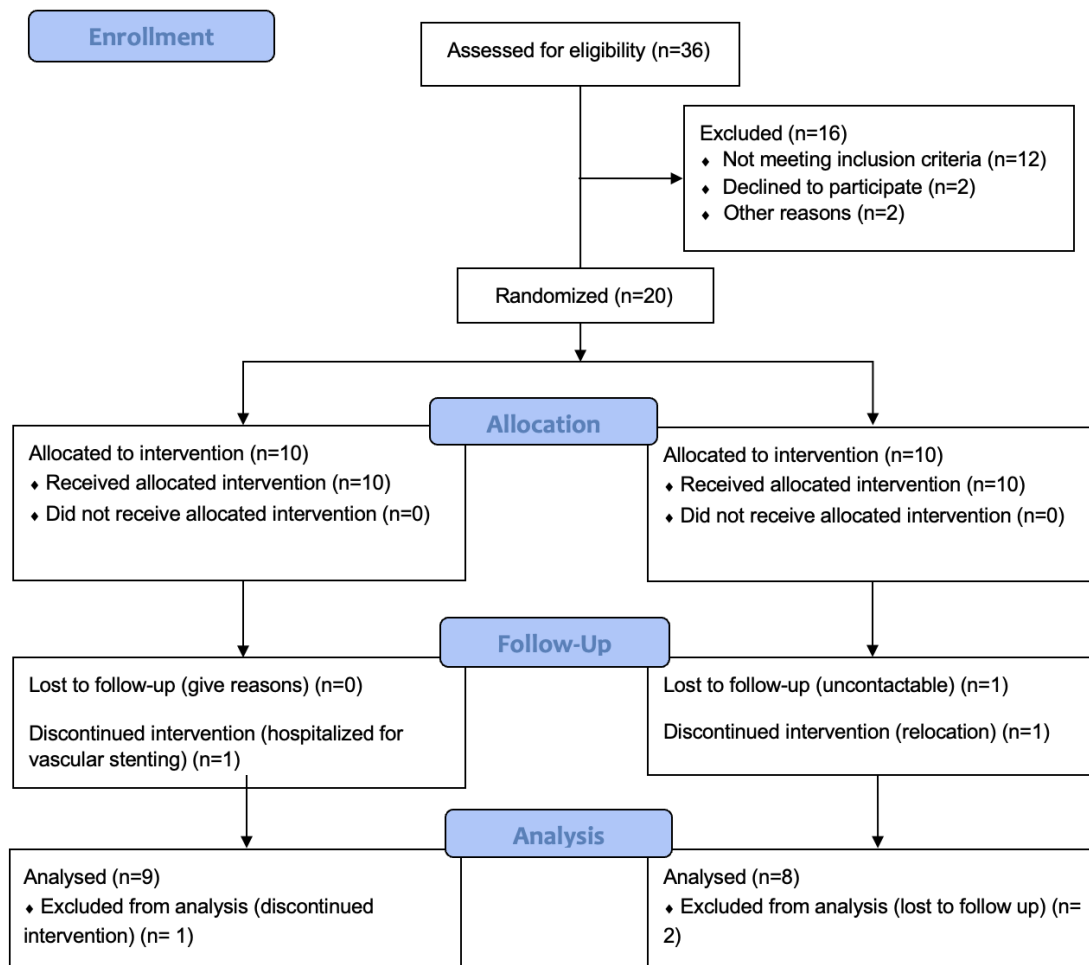 Enrollment
Assessed for eligibility (n=36)
Excluded (n=16)
♦ Not meeting inclusion criteria (n=12)
♦ Declined to participate (n=2)
♦ Other reasons (n=2)
Randomized (n=20)
Allocation
Allocated to intervention (n=10)
♦ Received allocated intervention (n=10)
♦ Did not receive allocated intervention (n=0)
Allocated to intervention (n=10)
♦ Received allocated intervention (n=10)
♦ Did not receive allocated intervention (n=0)
Follow-Up
Lost to follow-up (give reasons) (n=0)
Discontinued intervention (hospitalized for
vascular stenting) (n=1)
Lost to follow-up (uncontactable) (n=1)
Discontinued intervention (relocation) (n=1)
Analysis
Analysed (n=9)
♦ Excluded from analysis (discontinued
intervention) (n= 1)
Analysed (n=8)
♦ Excluded from analysis (lost to follow up) (n=
2)